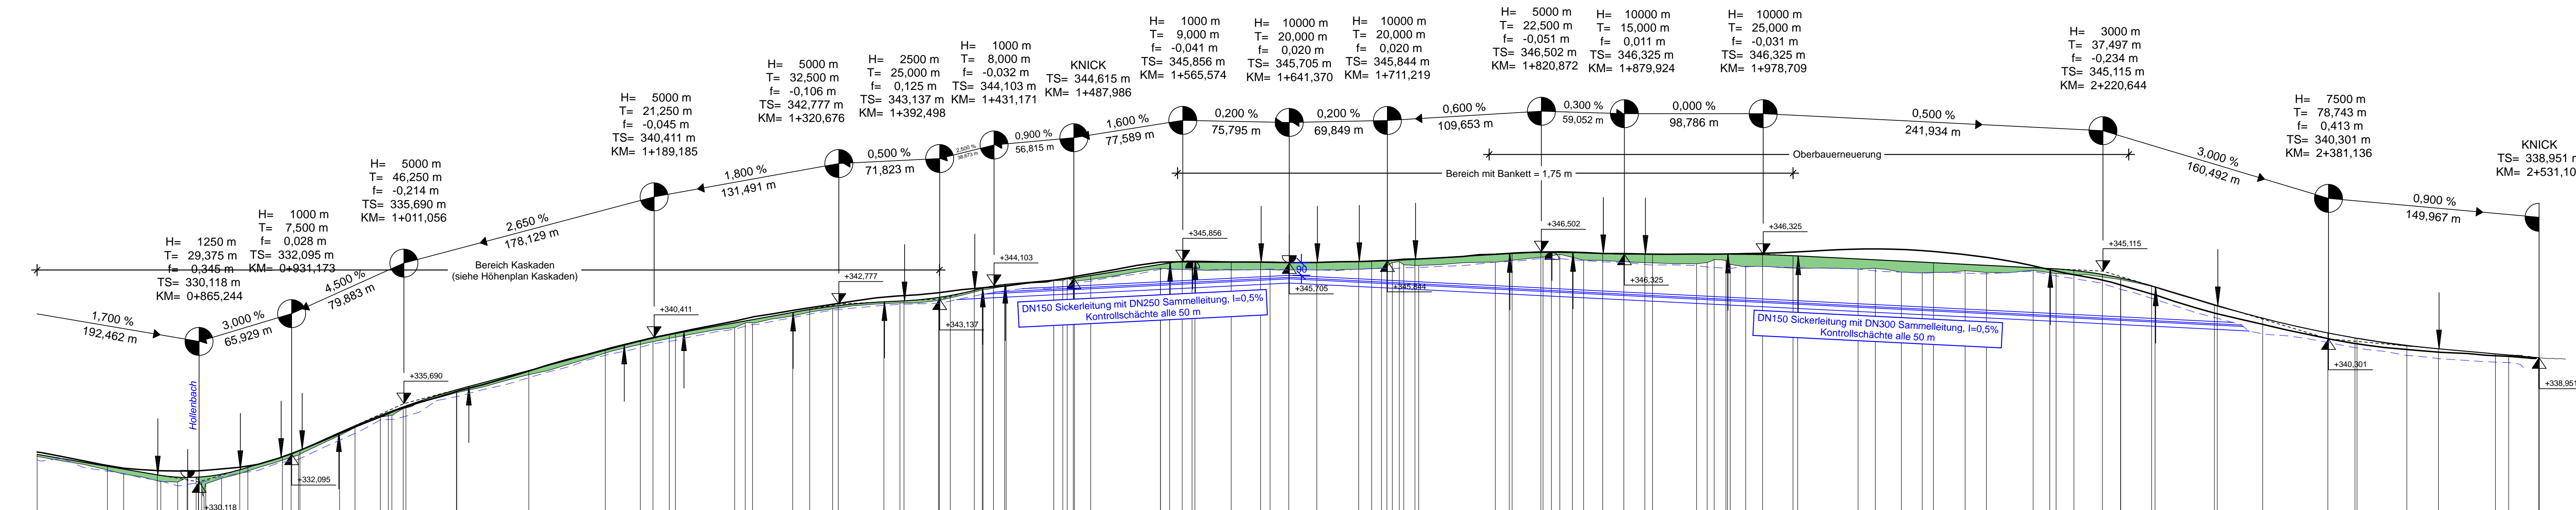 H= 1250 m
T= 29,375 m
f= 0,345 m
TS= 330,118 m
KM= 0+865,244
H= 1000 m
T= 7,500 m
f= 0,028 m
TS= 332,095 m
KM= 0+931,173
H= 5000 m
T= 46,250 m
f= -0,214 m
TS= 335,690 m
KM= 1+011,056
H= 5000 m
T= 21,250 m
f= -0,045 m
TS= 340,411 m
KM= 1+189,185
H= 5000 m
T= 32,500 m
f= -0,106 m
TS= 342,777 m
KM= 1+320,676
H= 2500 m
T= 25,000 m
f= 0,125 m
TS= 343,137 m
KM= 1+392,498
H= 1000 m
T= 8,000 m
f= -0,032 m
TS= 344,103 m
KM= 1+431,171
KNICK
TS= 344,615 m
KM= 1+487,986
H= 1000 m
T= 9,000 m
f= -0,041 m
TS= 345,856 m
KM= 1+565,574
H= 10000 m
T= 20,000 m
f= 0,020 m
TS= 345,705 m
KM= 1+641,370
H= 10000 m
T= 20,000 m
f= 0,020 m
TS= 345,844 m
KM= 1+711,219
H= 5000 m
T= 22,500 m
f= -0,051 m
TS= 346,502 m
KM= 1+820,872
H= 10000 m
T= 15,000 m
f= 0,011 m
TS= 346,325 m
KM= 1+879,924
H= 10000 m
T= 25,000 m
f= -0,031 m
TS= 346,325 m
KM= 1+978,709
H= 3000 m
T= 37,497 m
f= -0,234 m
TS= 345,115 m
KM= 2+220,644
H= 7500 m
T= 78,743 m
f= 0,413 m
TS= 340,301 m
KM= 2+381,136
KNICK
TS= 338,951 m
KM= 2+531,10
1,700 %
192,462 m
3,000 %
65,929 m
4,500 %
79,883 m
2,650 %
178,129 m
1,800 %
131,491 m
0,500 %
71,823 m
2,500 %
38,673 m
0,900 %
56,815 m
1,600 %
77,589 m
0,200 %
75,795 m
0,200 %
69,849 m
0,600 %
109,653 m
0,300 %
59,052 m
0,000 %
98,786 m
0,500 %
241,934 m
3,000 %
160,492 m
0,900 %
149,967 m
Oberbauerneuerung
Bereich mit Bankett = 1,75 m
Bereich Kaskaden
(siehe Höhenplan Kaskaden)
Hollenbach
+330,118
+332,095
+335,690
+340,411
+342,777
+343,137
+344,103
+345,856
+345,705
+345,844
+346,502
+346,325
+346,325
+345,115
+340,301
+338,951
DN150 Sickerleitung mit DN250 Sammelleitung, I=0,5%
Kontrollschächte alle 50 m
DN150 Sickerleitung mit DN300 Sammelleitung, I=0,5%
Kontrollschächte alle 50 m